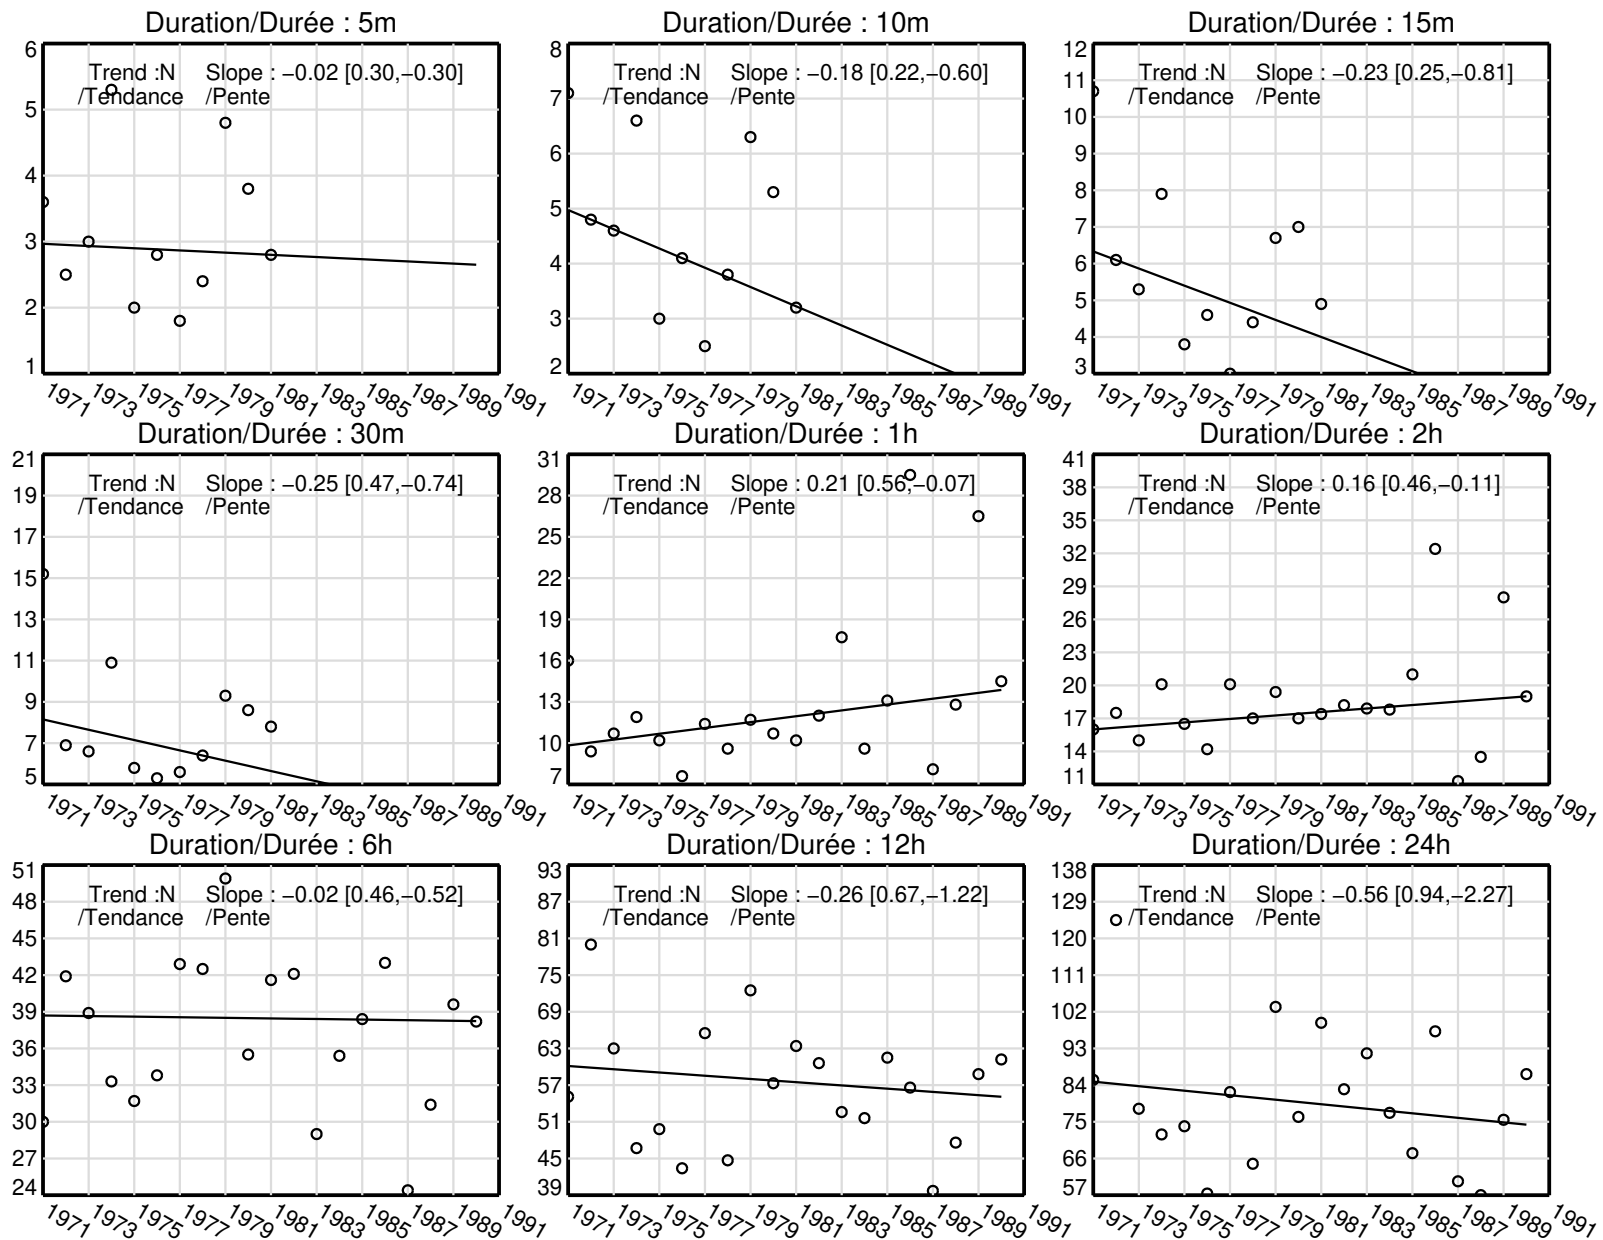 Duration/Durée : 5m
Trend :N Slope : −0.02 [0.30,−0.30]
/Tendance /Pente
6
5
4
3
2
1
1971 1973 1975 1977 1979 1981 1983 1985 1987 1989 1991
Duration/Durée : 10m
Trend :N Slope : −0.18 [0.22,−0.60]
/Tendance /Pente
8
7
6
5
4
3
2
1971 1973 1975 1977 1979 1981 1983 1985 1987 1989 1991
Duration/Durée : 15m
Trend :N Slope : −0.23 [0.25,−0.81]
/Tendance /Pente
12
11
10
9
8
7
6
5
4
3
1971 1973 1975 1977 1979 1981 1983 1985 1987 1989 1991
Duration/Durée : 30m
Trend :N Slope : −0.25 [0.47,−0.74]
/Tendance /Pente
21
19
17
15
13
11
9
7
5
1971 1973 1975 1977 1979 1981 1983 1985 1987 1989 1991
Duration/Durée : 1h
Trend :N Slope : 0.21 [0.56,−0.07]
/Tendance /Pente
31
28
25
22
19
16
13
10
7
1971 1973 1975 1977 1979 1981 1983 1985 1987 1989 1991
Duration/Durée : 2h
Trend :N Slope : 0.16 [0.46,−0.11]
/Tendance /Pente
41
38
35
32
29
26
23
20
17
14
11
1971 1973 1975 1977 1979 1981 1983 1985 1987 1989 1991
Duration/Durée : 6h
Trend :N Slope : −0.02 [0.46,−0.52]
/Tendance /Pente
51
48
45
42
39
36
33
30
27
24
1971 1973 1975 1977 1979 1981 1983 1985 1987 1989 1991
Duration/Durée : 12h
Trend :N Slope : −0.26 [0.67,−1.22]
/Tendance /Pente
93
87
81
75
69
63
57
51
45
39
1971 1973 1975 1977 1979 1981 1983 1985 1987 1989 1991
Duration/Durée : 24h
Trend :N Slope : −0.56 [0.94,−2.27]
/Tendance /Pente
138
129
120
111
102
93
84
75
66
57
1971 1973 1975 1977 1979 1981 1983 1985 1987 1989 1991